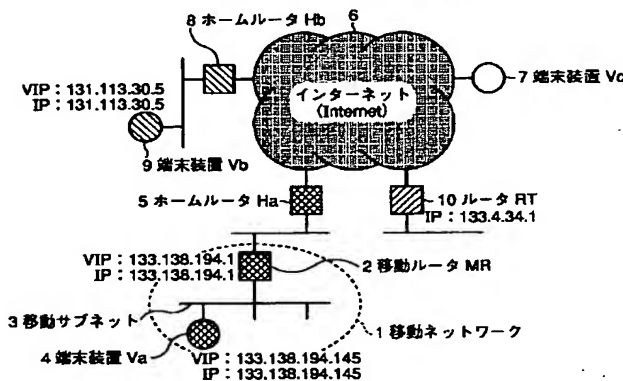 8 ホームルータ Hb
6
VIP：131.113.30.5
IP：131.113.30.5
インターネット
(Internet)
7 端末装置 Vc
9 端末装置 Vb
5 ホームルータ Ha
10 ルータ RT
IP：133.4.34.1
VIP：133.138.194.1
IP：133.138.194.1
2 移動ルータ MR
3 移動サブネット
1 移動ネットワーク
4 端末装置 Va
VIP：133.138.194.145
IP：133.138.194.145